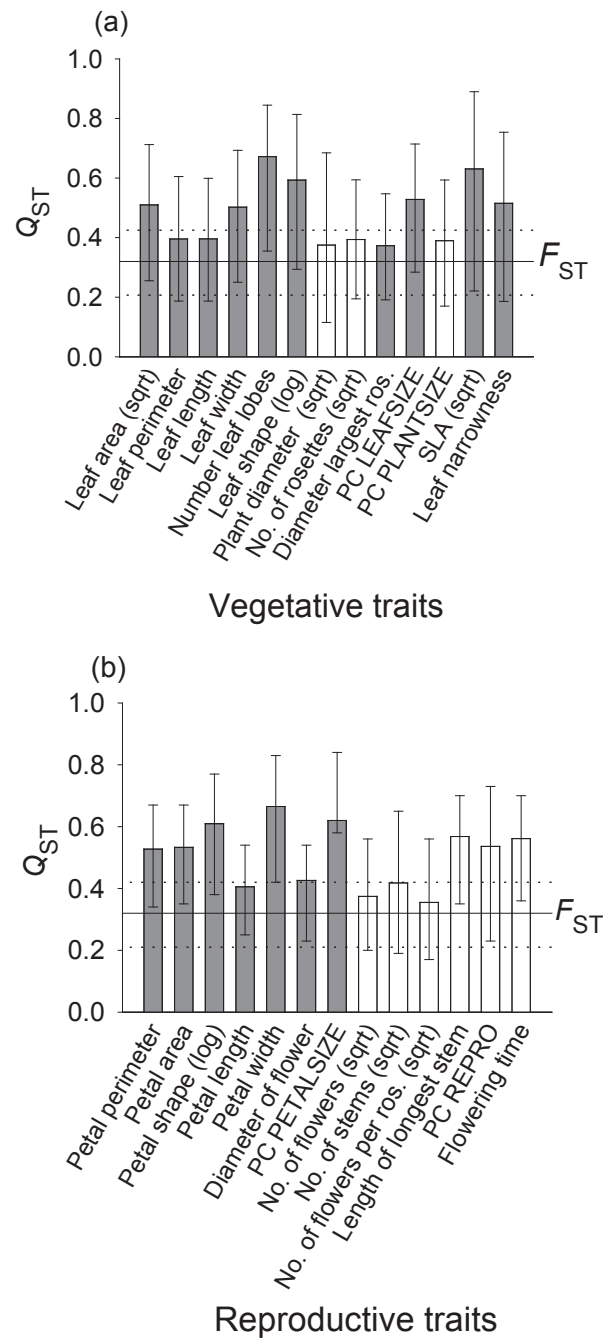 (a)
1.0
0.8
0.6
0.4
0.2
0.0
Q_ST
F_ST
Leaf area (sqrt)
Leaf perimeter
Leaf length
Leaf width
Number leaf lobes
Leaf shape (log)
Plant diameter (sqrt)
No. of rosettes (sqrt)
Diameter largest ros.
PC LEAFSIZE
PC PLANTSIZE
SLA (sqrt)
Leaf narrowness
Vegetative traits
(b)
1.0
0.8
0.6
0.4
0.2
0.0
Q_ST
F_ST
Petal perimeter
Petal area
Petal shape (log)
Petal length
Petal width
Diameter of flower
PC PETALSIZE
No. of flowers (sqrt)
No. of stems (sqrt)
No. of flowers per ros. (sqrt)
Length of longest stem
PC REPRO
Flowering time
Reproductive traits